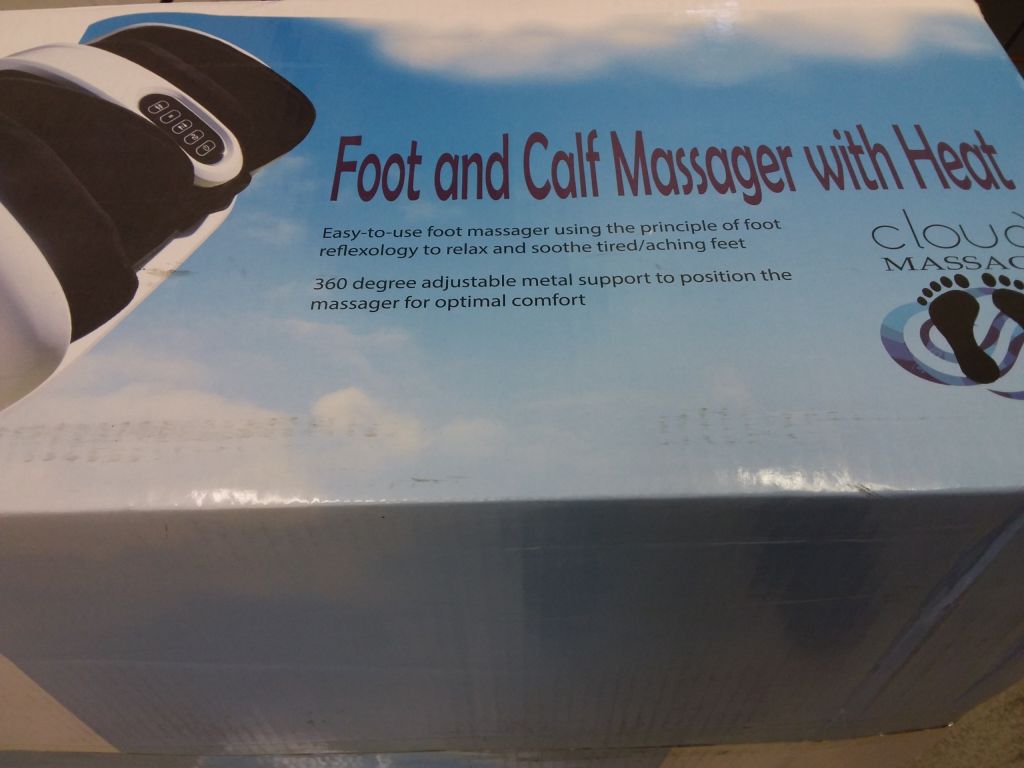 Foot and Calf Massager with Heat
Easy-to-use foot massager using the principle of foot
reflexology to relax and soothe tired/aching feet
360 degree adjustable metal support to position the
massager for optimal comfort
cloud
MASSAG